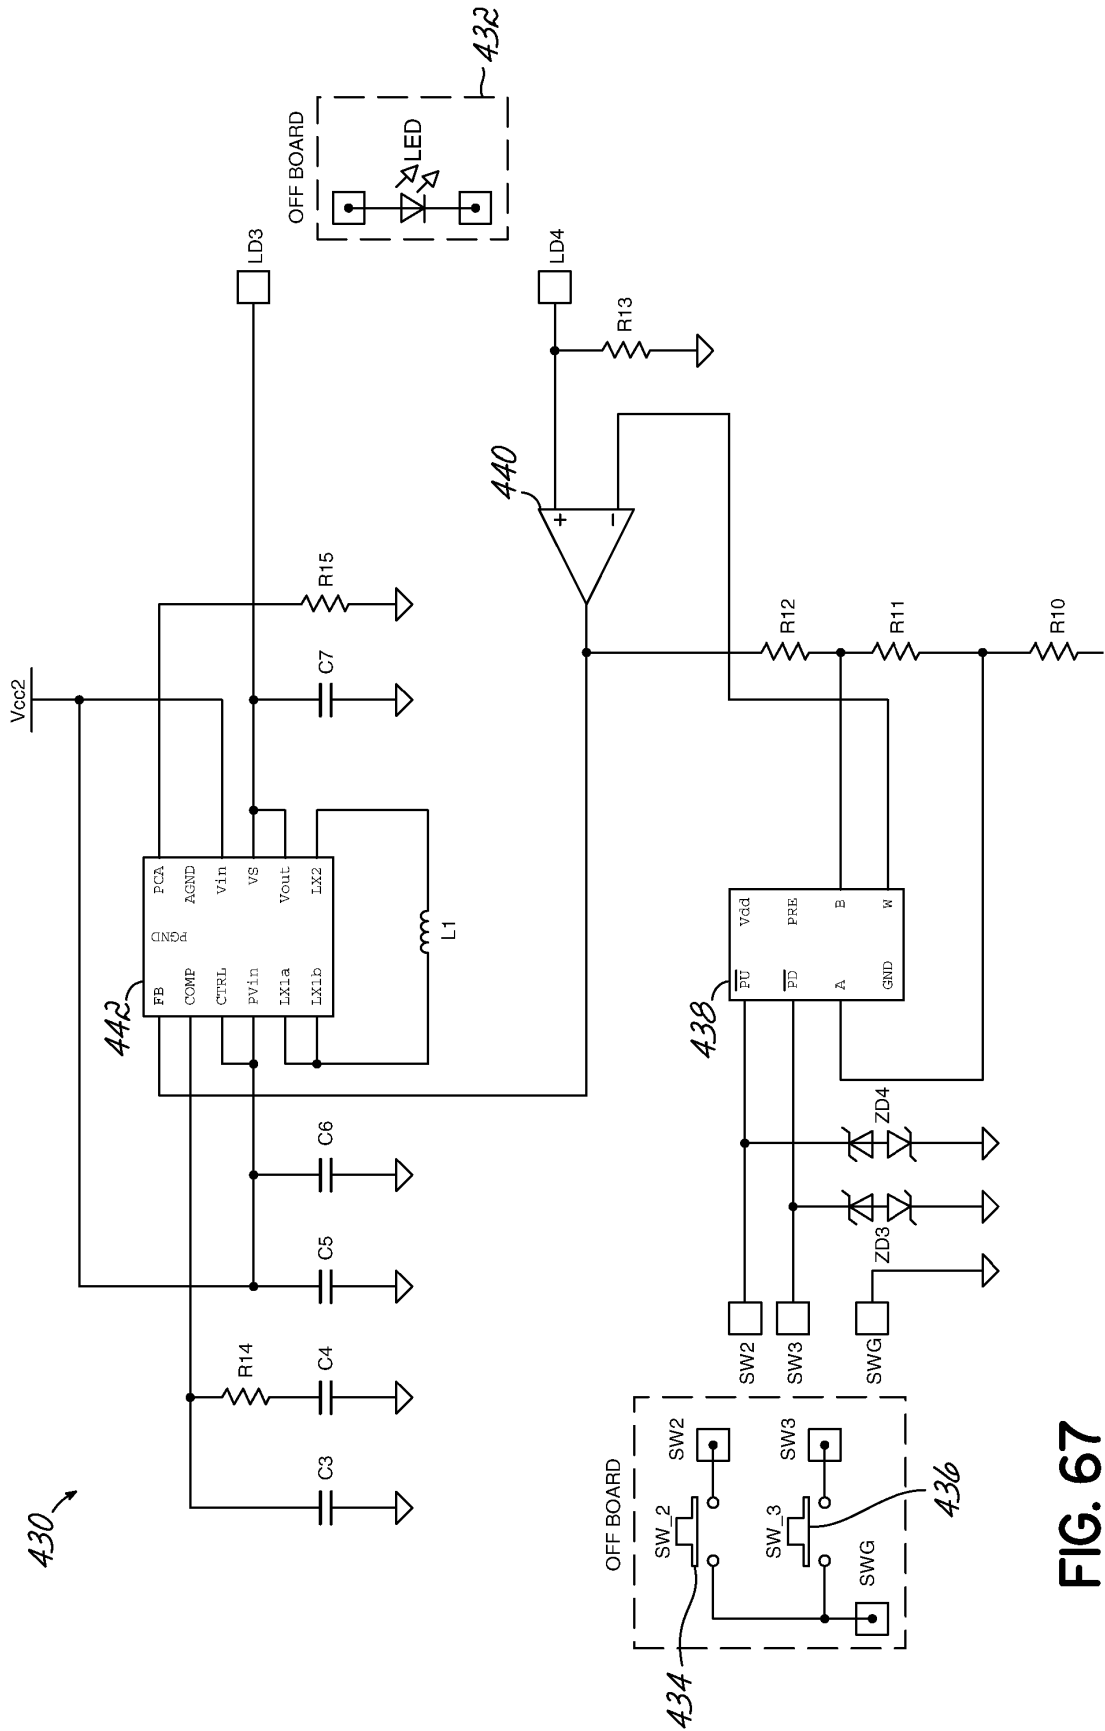 430
Vcc2
442
FB
COMP
CTRL
PVin
LX1a
LX1b
PGND
PCA
AGND
Vin
VS
Vout
LX2
L1
C3
R14
C4
C5
C6
C7
R15
LD3
OFF BOARD
LED
432
LD4
R13
440
+
−
R12
R11
R10
438
PU
PD
A
GND
Vdd
PRE
B
W
ZD4
ZD3
SW2
SW3
SWG
OFF BOARD
SW_2
SW2
SW_3
SW3
SWG
434
436
FIG. 67